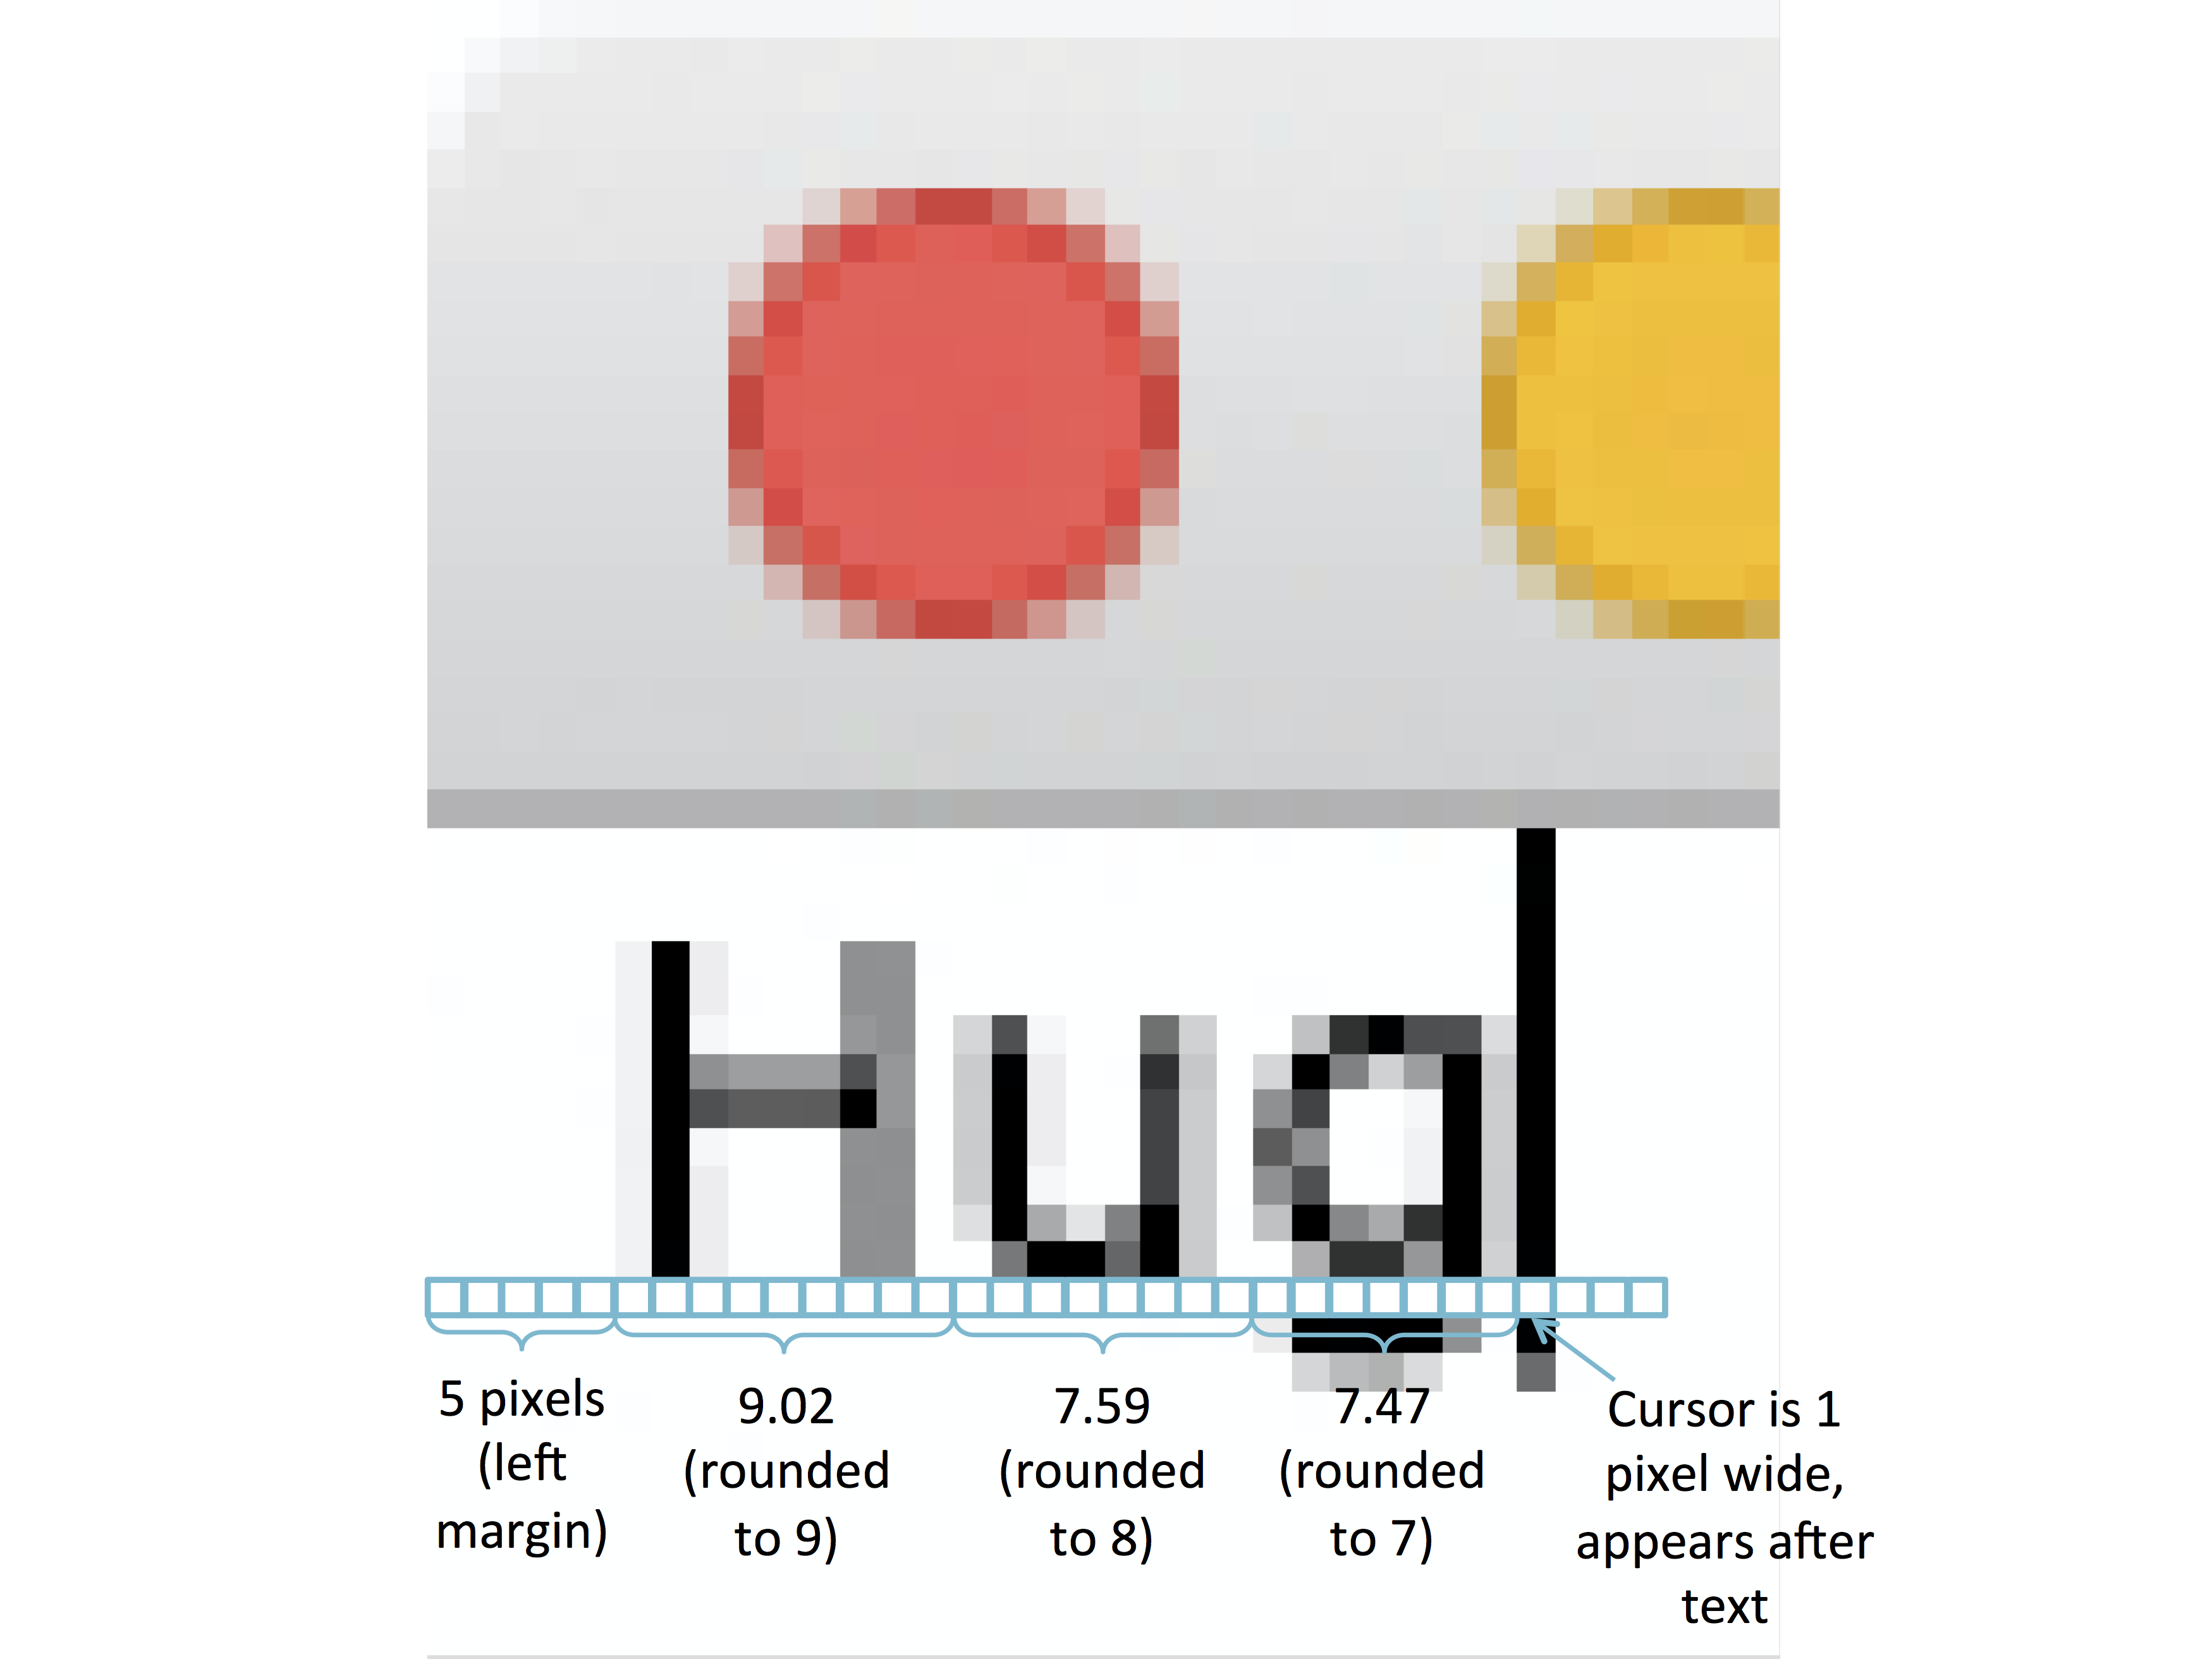 Hug
5 pixels
(left
margin)
9.02
(rounded
to 9)
7.59
(rounded
to 8)
7.47
(rounded
to 7)
Cursor is 1
pixel wide,
appears after
text